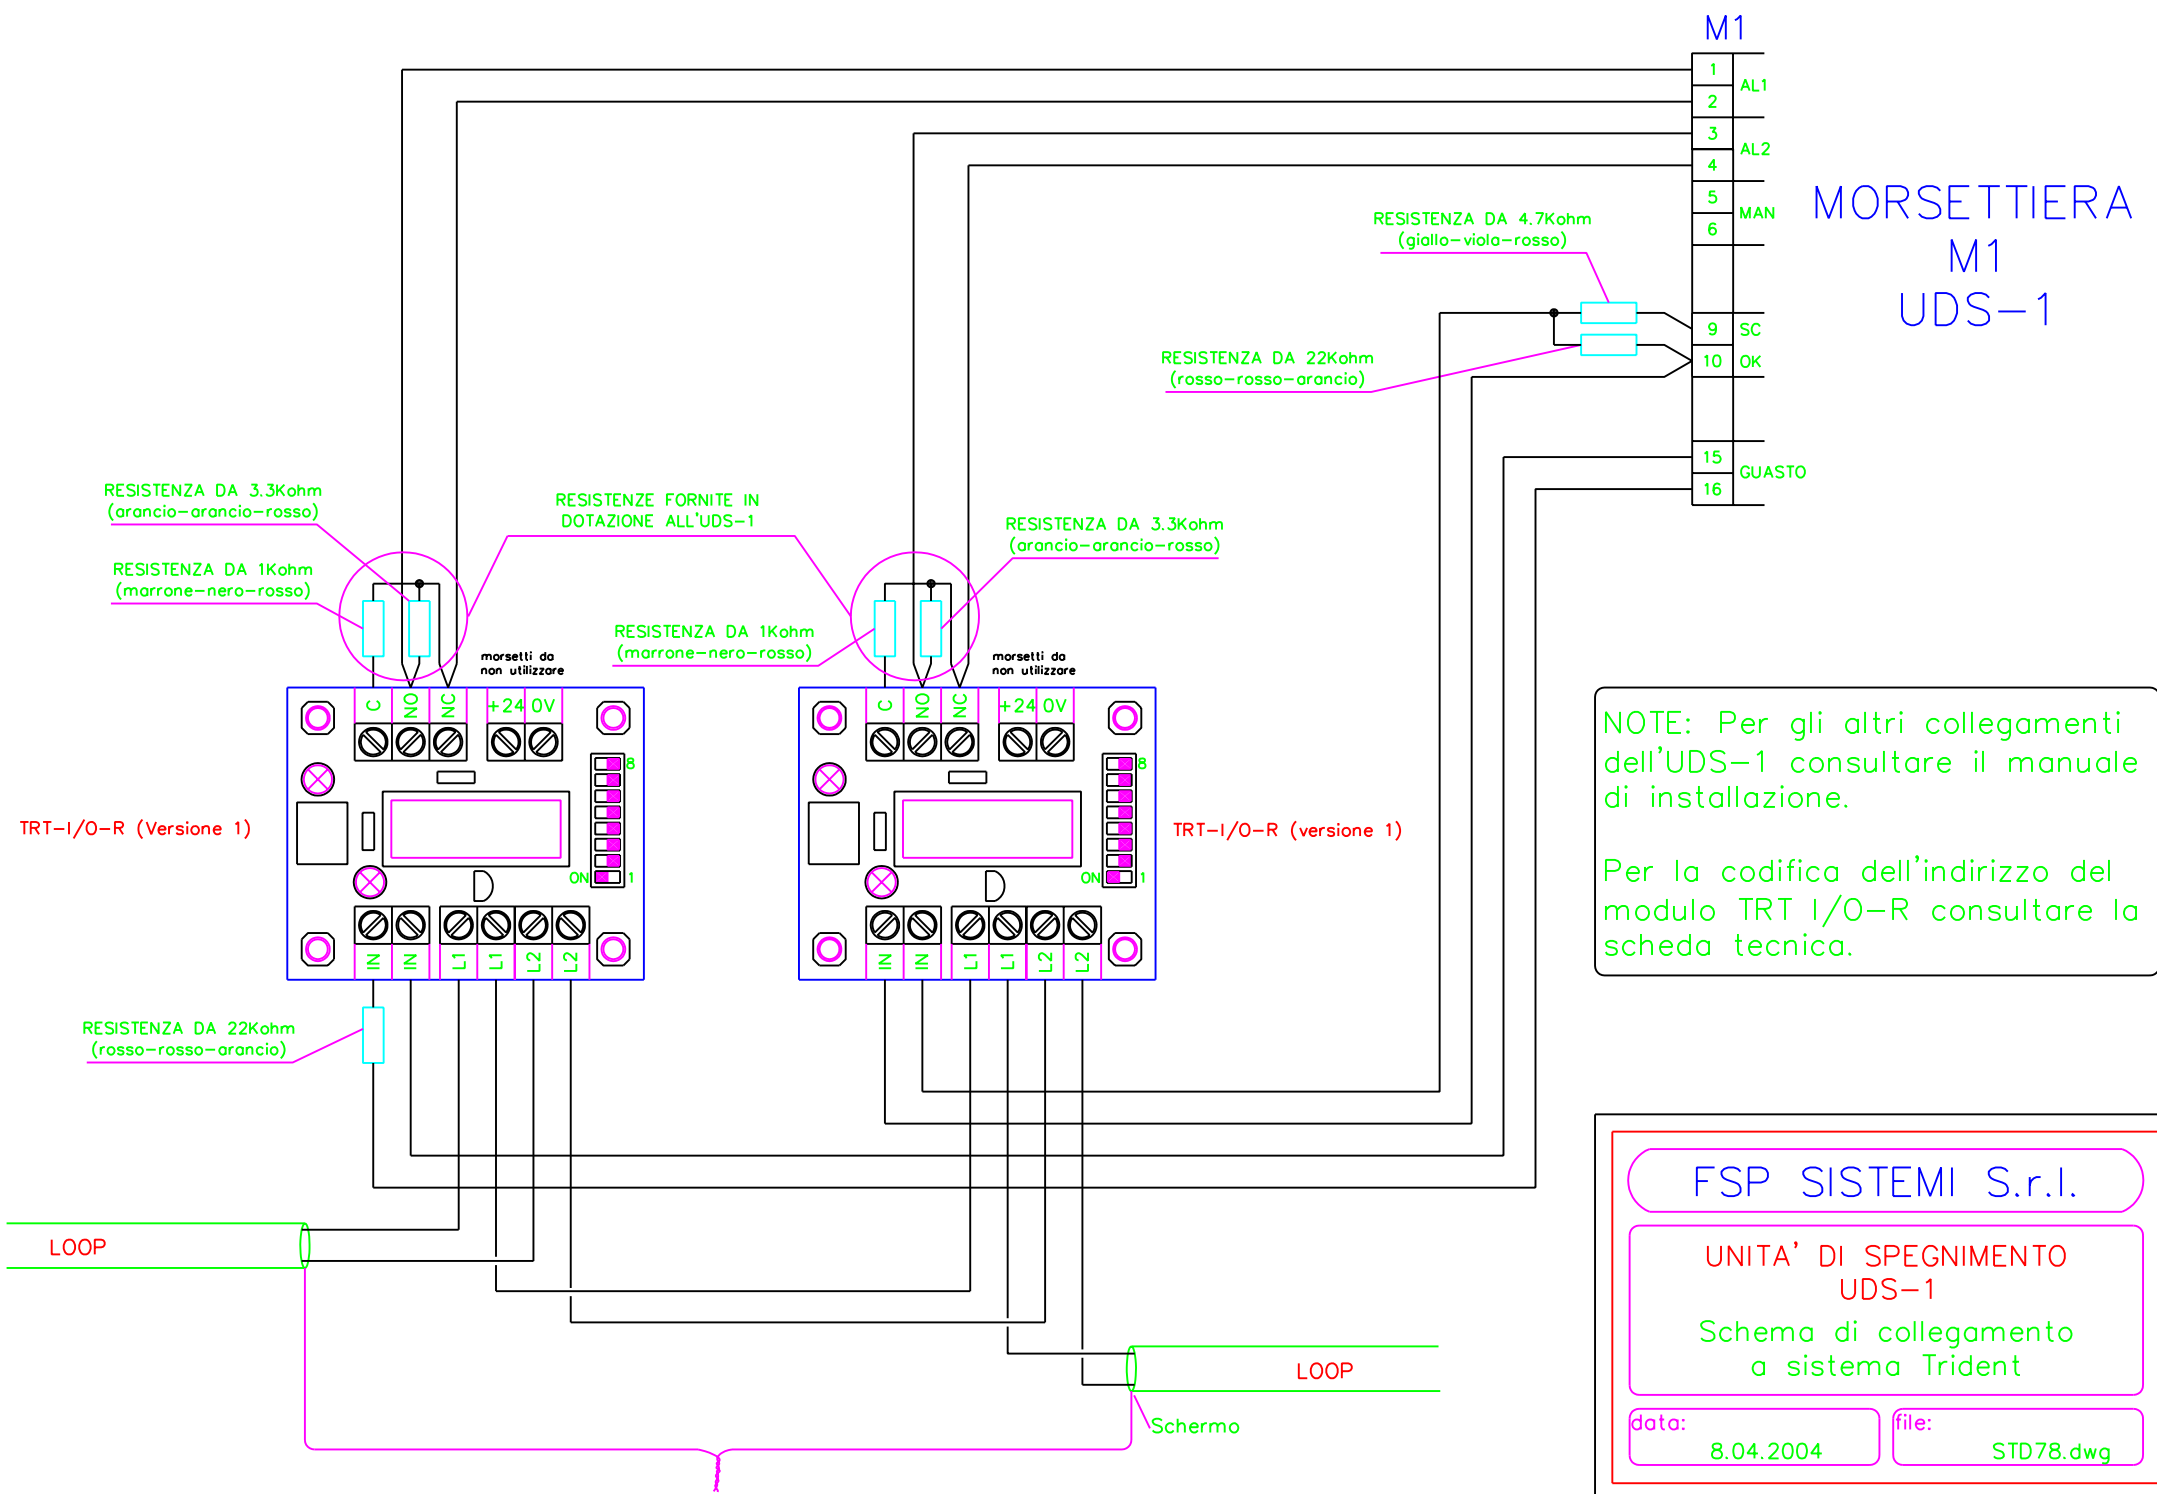 M1
1
AL1
2
3
AL2
4
5
MAN
6
9 SC
10 OK
15
GUASTO
16
MORSETTIERA
M1
UDS-1
RESISTENZA DA 4.7Kohm
(giallo-viola-rosso)
RESISTENZA DA 22Kohm
(rosso-rosso-arancio)
RESISTENZA DA 3.3Kohm
(arancio-arancio-rosso)
RESISTENZA DA 1Kohm
(marrone-nero-rosso)
RESISTENZE FORNITE IN
DOTAZIONE ALL'UDS-1
RESISTENZA DA 3.3Kohm
(arancio-arancio-rosso)
RESISTENZA DA 1Kohm
(marrone-nero-rosso)
morsetti da
non utilizzare
morsetti da
non utilizzare
C NO NC +24 0V
8
ON 1
IN IN L1 L1 L2 L2
TRT-I/O-R (Versione 1)
C NO NC +24 0V
8
ON 1
IN IN L1 L1 L2 L2
TRT-I/O-R (versione 1)
NOTE: Per gli altri collegamenti
dell'UDS-1 consultare il manuale
di installazione.
Per la codifica dell'indirizzo del
modulo TRT I/O-R consultare la
scheda tecnica.
RESISTENZA DA 22Kohm
(rosso-rosso-arancio)
LOOP
LOOP
Schermo
FSP SISTEMI S.r.l.
UNITA' DI SPEGNIMENTO
UDS-1
Schema di collegamento
a sistema Trident
data:
8.04.2004
file:
STD78.dwg